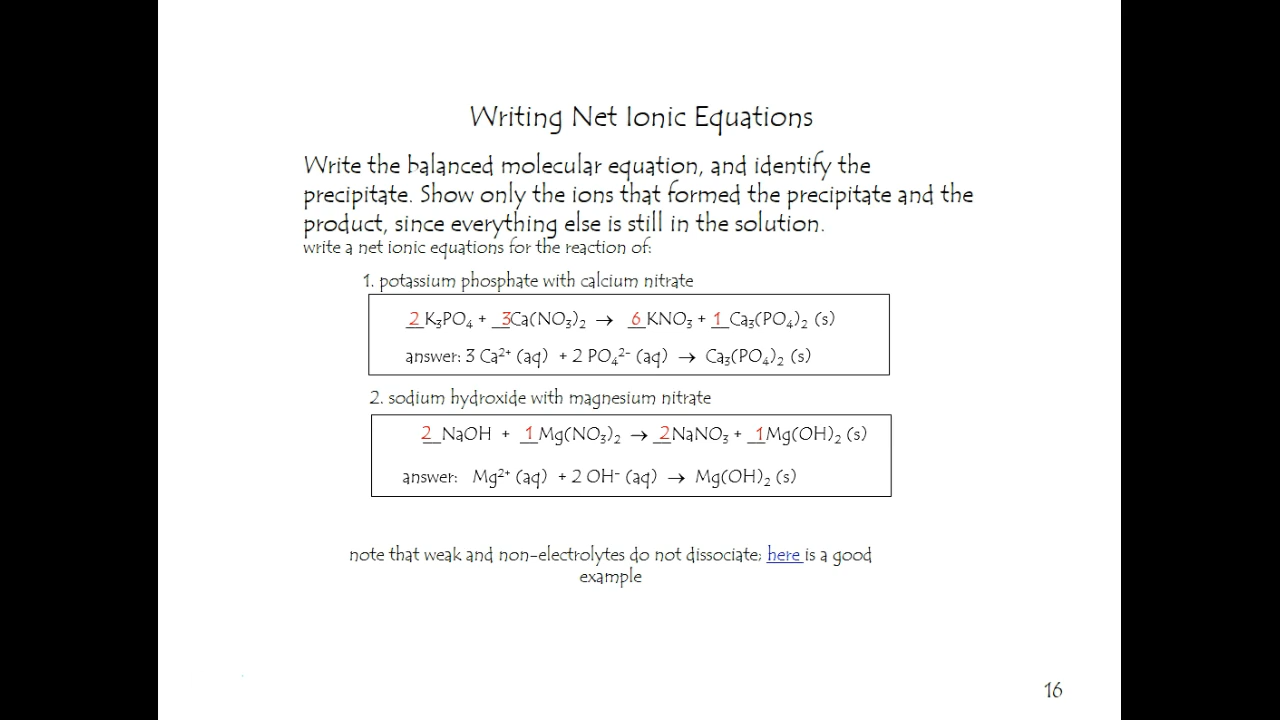 Writing Net Ionic Equations
Write the balanced molecular equation, and identify the
precipitate. Show only the ions that formed the precipitate and the
product, since everything else is still in the solution.
write a net ionic equations for the reaction of:
1. potassium phosphate with calcium nitrate
2 K₃PO₄ + 3Ca(NO₃)₂ → 6 KNO₃ + 1 Ca₃(PO₄)₂ (s)
answer: 3 Ca²⁺ (aq) + 2 PO₄²⁻ (aq) → Ca₃(PO₄)₂ (s)
2. sodium hydroxide with magnesium nitrate
2 NaOH + 1 Mg(NO₃)₂ → 2NaNO₃ + 1Mg(OH)₂ (s)
answer: Mg²⁺ (aq) + 2 OH⁻ (aq) → Mg(OH)₂ (s)
note that weak and non-electrolytes do not dissociate; here is a good
example
16